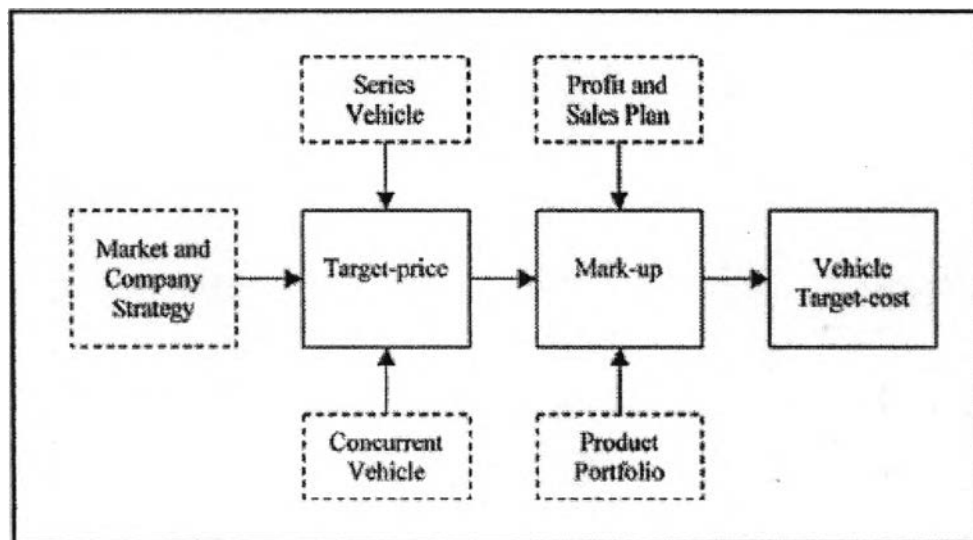 Series
Vehicle
Profit and
Sales Plan
Market and
Company
Strategy
Target-price
Mark-up
Vehicle
Target-cost
Concurrent
Vehicle
Product
Portfolio